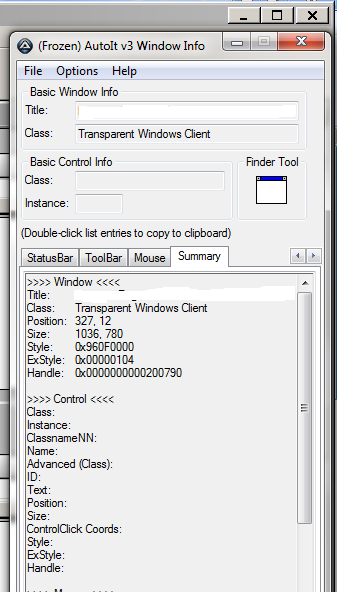 (Frozen) AutoIt v3 Window Info
File Options Help
Basic Window Info
Title:
Class: Transparent Windows Client
Basic Control Info
Finder Tool
Class:
Instance:
(Double-click list entries to copy to clipboard)
StatusBar ToolBar Mouse Summary
>>>> Window <<<<
Title:
Class: Transparent Windows Client
Position: 327, 12
Size: 1036, 780
Style: 0x960F0000
ExStyle: 0x00000104
Handle: 0x0000000000200790
>>>> Control <<<<
Class:
Instance:
ClassnameNN:
Name:
Advanced (Class):
ID:
Text:
Position:
Size:
ControlClick Coords:
Style:
ExStyle:
Handle: